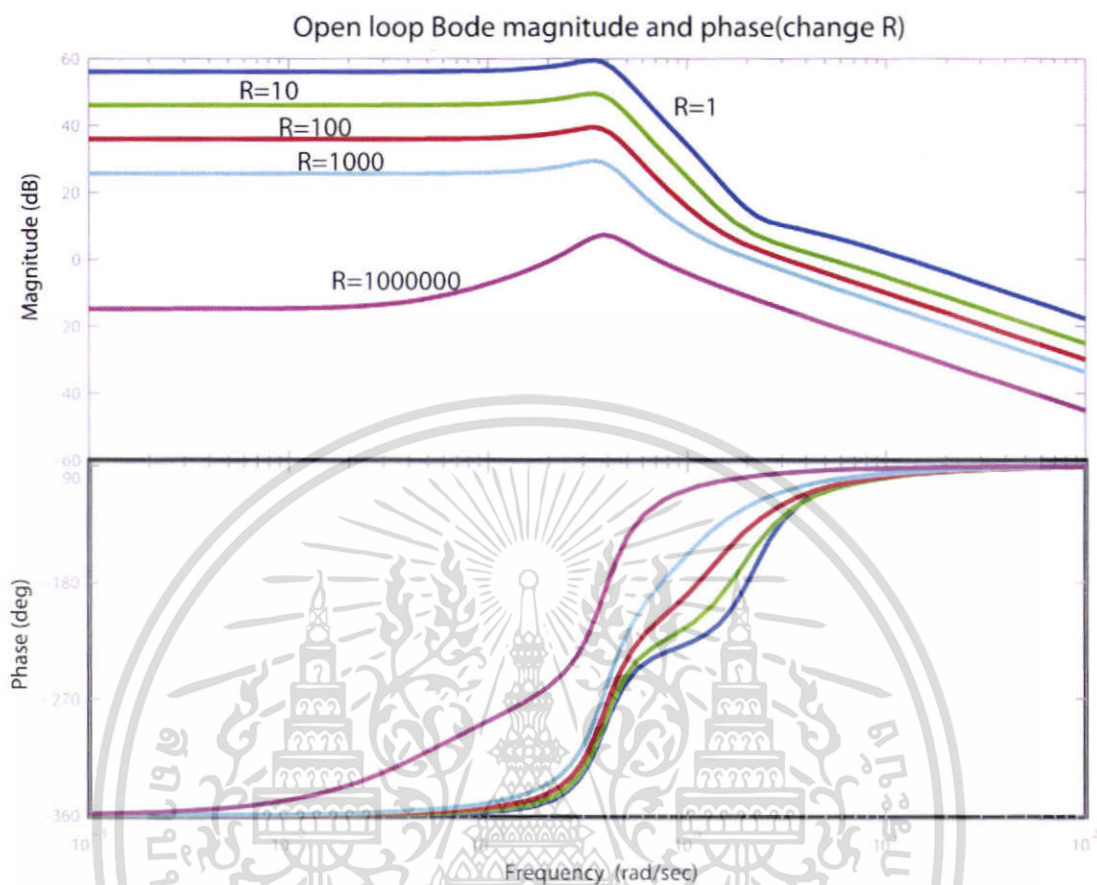 Open loop Bode magnitude and phase(change R)
60
40
20
0
20
40
-60
Magnitude (dB)
R=1
R=10
R=100
R=1000
R=1000000
90
-180
-270
-360
Phase (deg)
Frequency (rad/sec)